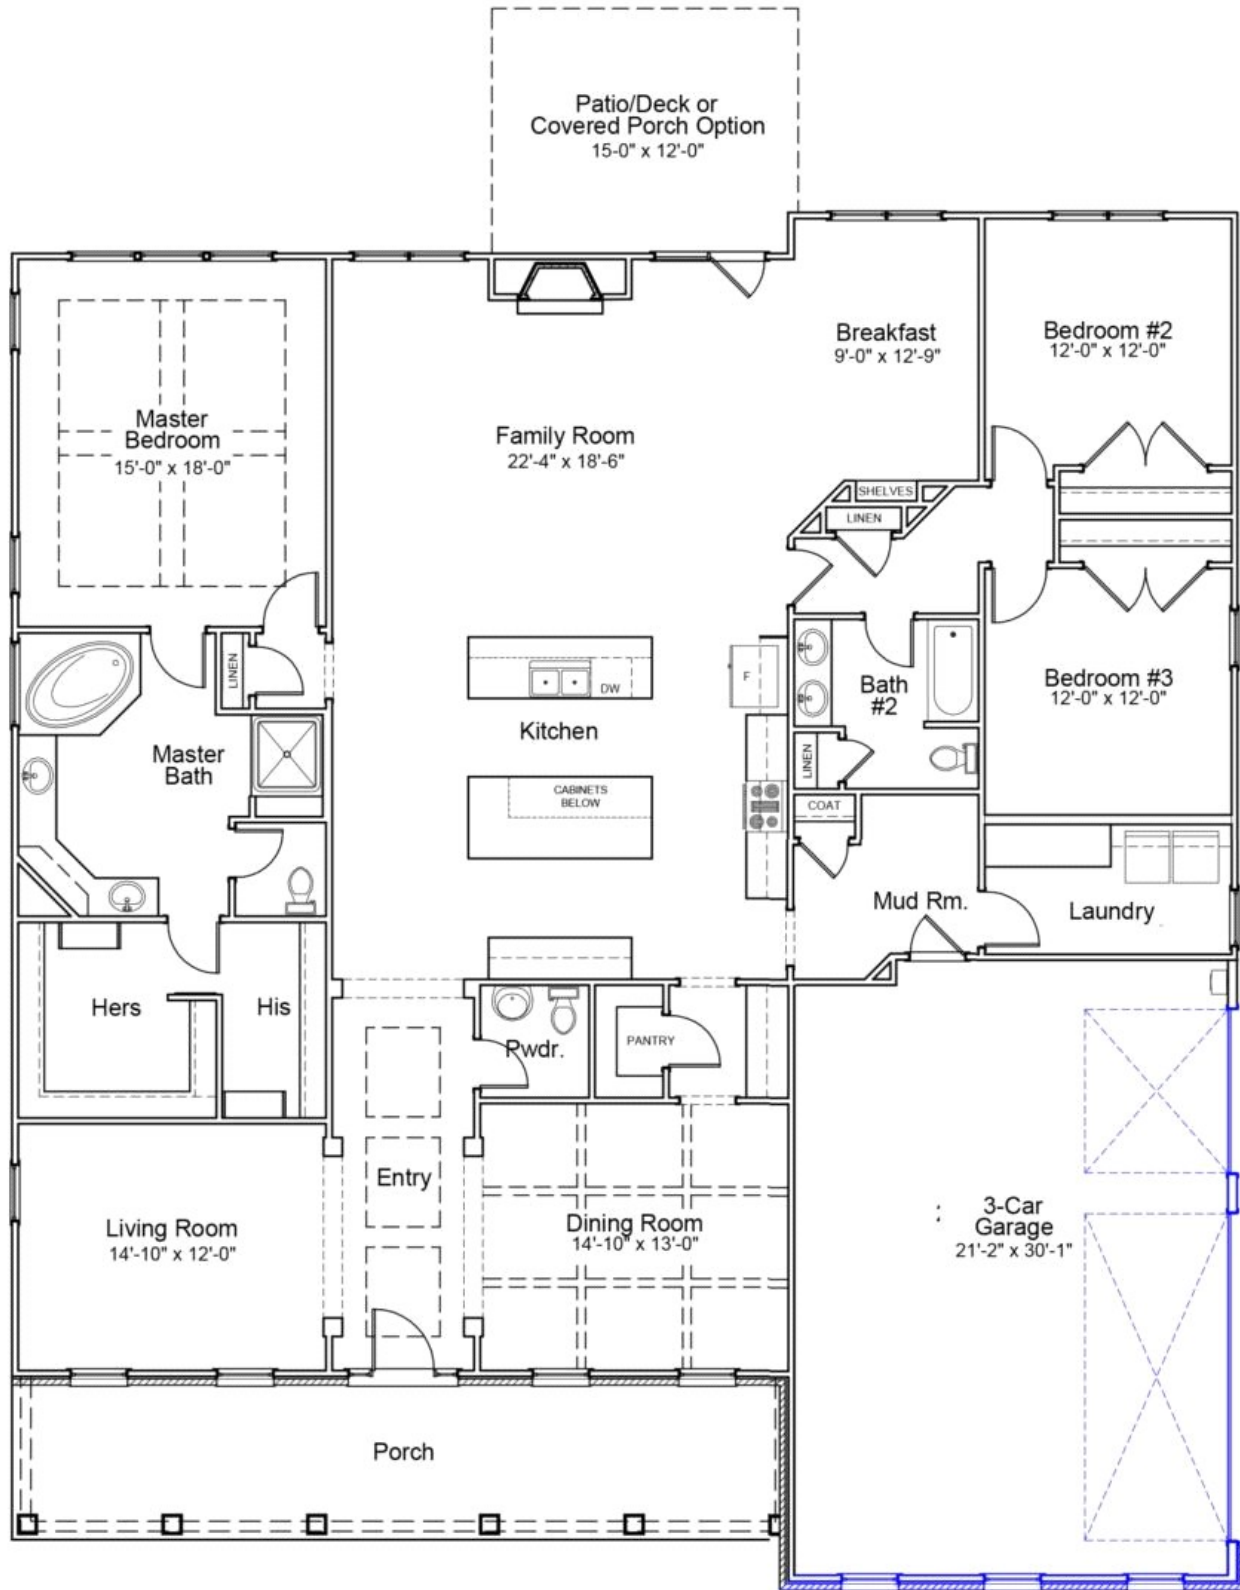 Patio/Deck or
Covered Porch Option
15-0" x 12'-0"
Breakfast
9'-0" x 12'-9"
Bedroom #2
12'-0" x 12'-0"
Master
Bedroom
15'-0" x 18'-0"
Family Room
22'-4" x 18'-6"
SHELVES
LINEN
LINEN
F
DW
Kitchen
Bath
#2
Bedroom #3
12'-0" x 12'-0"
Master
Bath
LINEN
CABINETS
BELOW
COAT
Mud Rm.
Laundry
Hers
His
Pwdr.
PANTRY
Entry
Living Room
14'-10" x 12'-0"
Dining Room
14'-10" x 13'-0"
3-Car
Garage
21'-2" x 30'-1"
Porch